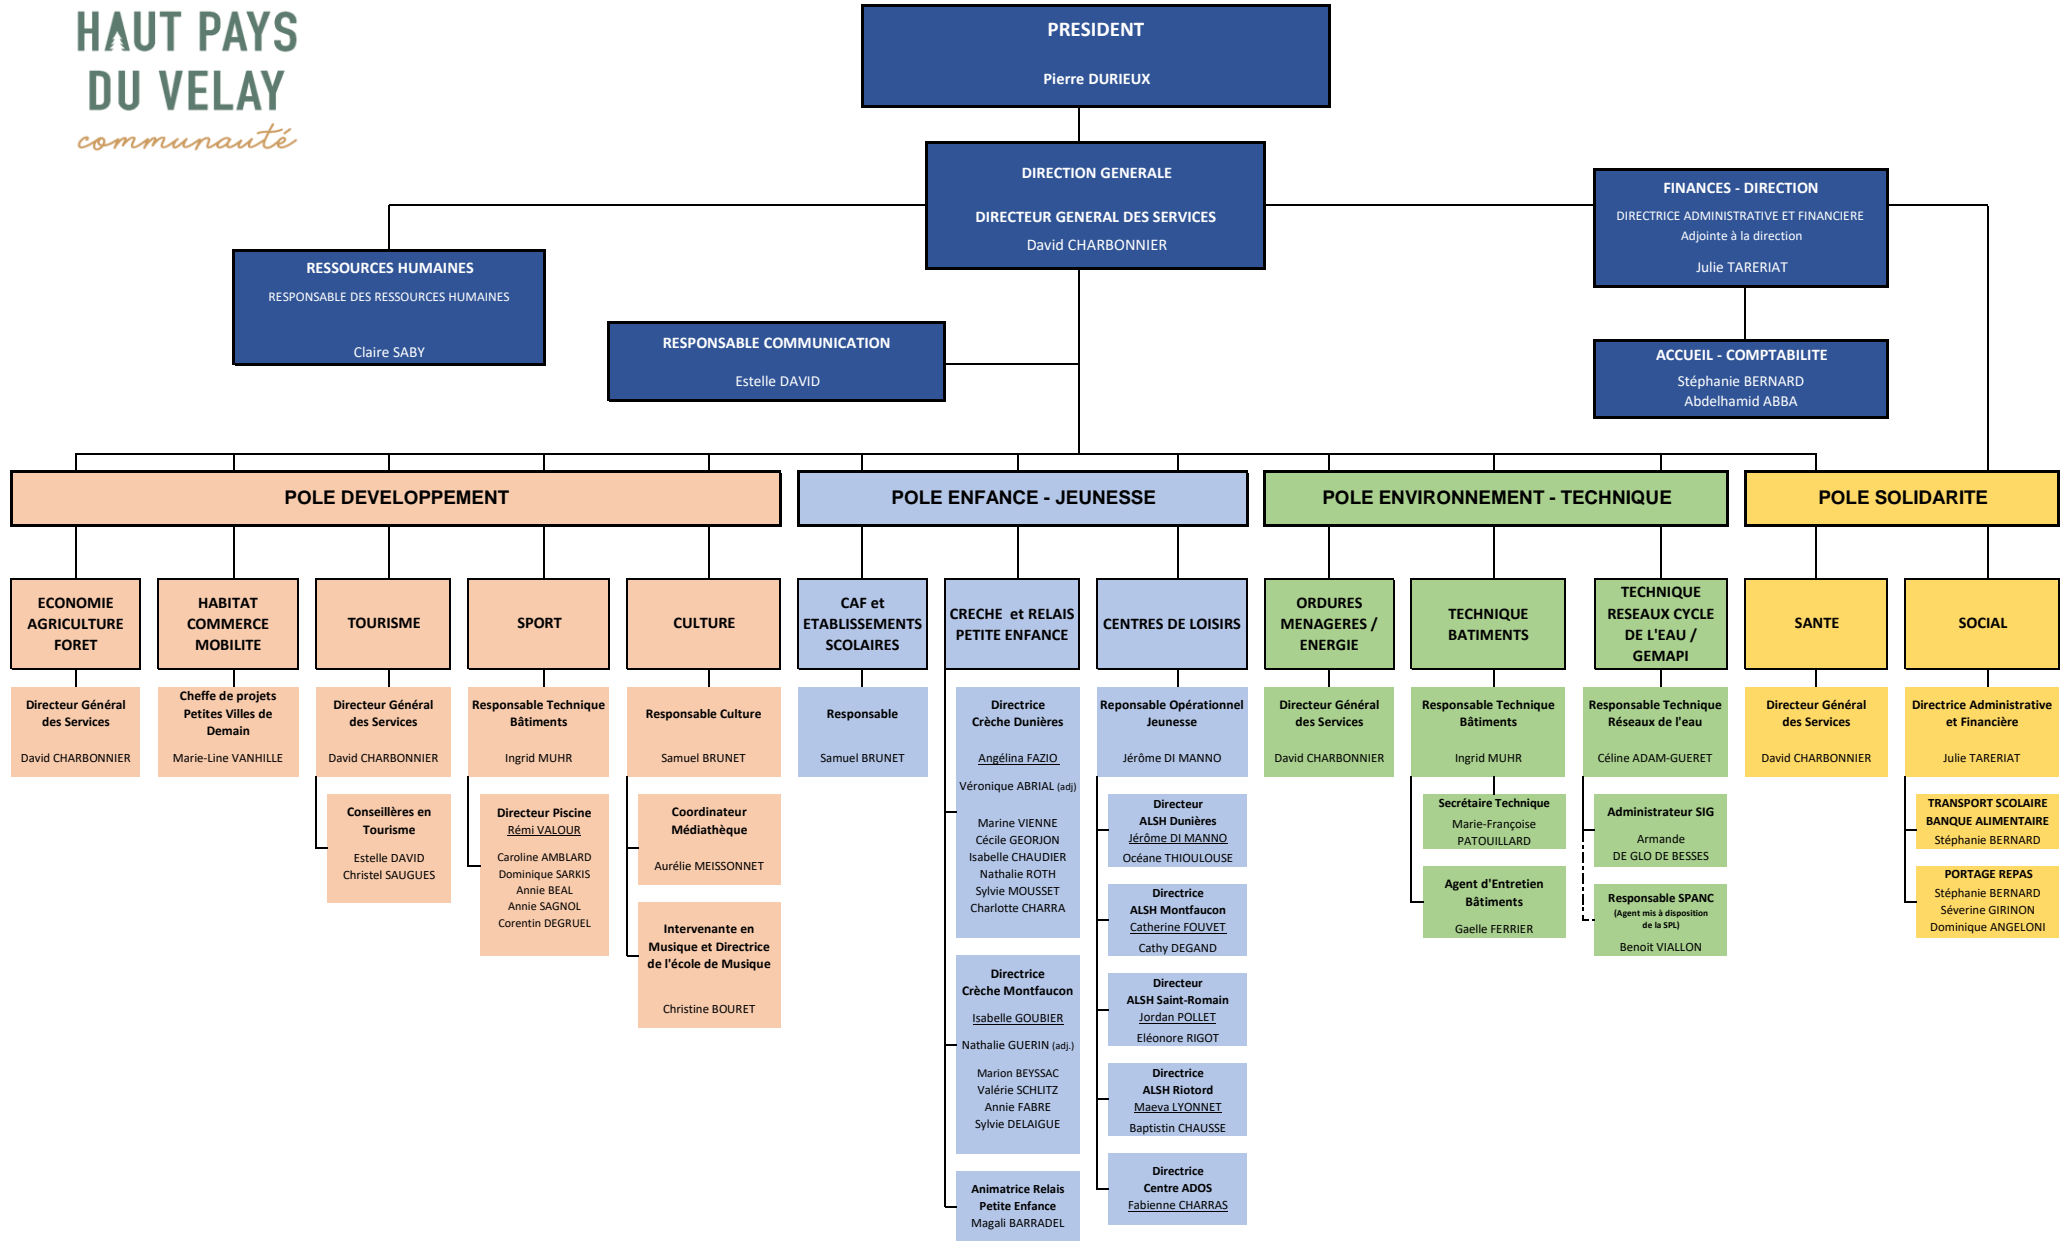 HAUT PAYS
DU VELAY
communauté
PRESIDENT
Pierre DURIEUX
DIRECTION GENERALE
DIRECTEUR GENERAL DES SERVICES
David CHARBONNIER
FINANCES - DIRECTION
DIRECTRICE ADMINISTRATIVE ET FINANCIERE
Adjointe à la direction
Julie TARERIAT
RESSOURCES HUMAINES
RESPONSABLE DES RESSOURCES HUMAINES
Claire SABY
RESPONSABLE COMMUNICATION
Estelle DAVID
ACCUEIL - COMPTABILITE
Stéphanie BERNARD
Abdelhamid ABBA
POLE DEVELOPPEMENT
POLE ENFANCE - JEUNESSE
POLE ENVIRONNEMENT - TECHNIQUE
POLE SOLIDARITE
ECONOMIE
AGRICULTURE
FORET
HABITAT
COMMERCE
MOBILITE
TOURISME
SPORT
CULTURE
CAF et
ETABLISSEMENTS
SCOLAIRES
CRECHE et RELAIS
PETITE ENFANCE
CENTRES DE LOISIRS
ORDURES
MENAGERES /
ENERGIE
TECHNIQUE
BATIMENTS
TECHNIQUE
RESEAUX CYCLE
DE L'EAU /
GEMAPI
SANTE
SOCIAL
Directeur Général
des Services
David CHARBONNIER
Cheffe de projets
Petites Villes de
Demain
Marie-Line VANHILLE
Directeur Général
des Services
David CHARBONNIER
Conseillères en
Tourisme
Estelle DAVID
Christel SAUGUES
Responsable Technique
Bâtiments
Ingrid MUHR
Directeur Piscine
Rémi VALOUR
Caroline AMBLARD
Dominique SARKIS
Annie BEAL
Annie SAGNOL
Corentin DEGRUEL
Responsable Culture
Samuel BRUNET
Coordinateur
Médiathèque
Aurélie MEISSONNET
Intervenante en
Musique et Directrice
de l'école de Musique
Christine BOURET
Responsable
Samuel BRUNET
Directrice
Crèche Dunières
Angélina FAZIO
Véronique ABRIAL (adj)
Marine VIENNE
Cécile GEORJON
Isabelle CHAUDIER
Nathalie ROTH
Sylvie MOUSSET
Charlotte CHARRA
Directrice
Crèche Montfaucon
Isabelle GOUBIER
Nathalie GUERIN (adj.)
Marion BEYSSAC
Valérie SCHLITZ
Annie FABRE
Sylvie DELAIGUE
Animatrice Relais
Petite Enfance
Magali BARRADEL
Reponsable Opérationnel
Jeunesse
Jérôme DI MANNO
Directeur
ALSH Dunières
Jérôme DI MANNO
Océane THIOULOUSE
Directrice
ALSH Montfaucon
Catherine FOUVET
Cathy DEGAND
Directeur
ALSH Saint-Romain
Jordan POLLET
Eléonore RIGOT
Directrice
ALSH Riotord
Maeva LYONNET
Baptistin CHAUSSE
Directrice
Centre ADOS
Fabienne CHARRAS
Directeur Général
des Services
David CHARBONNIER
Responsable Technique
Bâtiments
Ingrid MUHR
Secrétaire Technique
Marie-Françoise
PATOUILLARD
Agent d'Entretien
Bâtiments
Gaelle FERRIER
Responsable Technique
Réseaux de l'eau
Céline ADAM-GUERET
Administrateur SIG
Armande
DE GLO DE BESSES
Responsable SPANC
(Agent mis à disposition
de la SPL)
Benoit VIALLON
Directeur Général
des Services
David CHARBONNIER
Directrice Administrative
et Financière
Julie TARERIAT
TRANSPORT SCOLAIRE
BANQUE ALIMENTAIRE
Stéphanie BERNARD
PORTAGE REPAS
Stéphanie BERNARD
Séverine GIRINON
Dominique ANGELONI